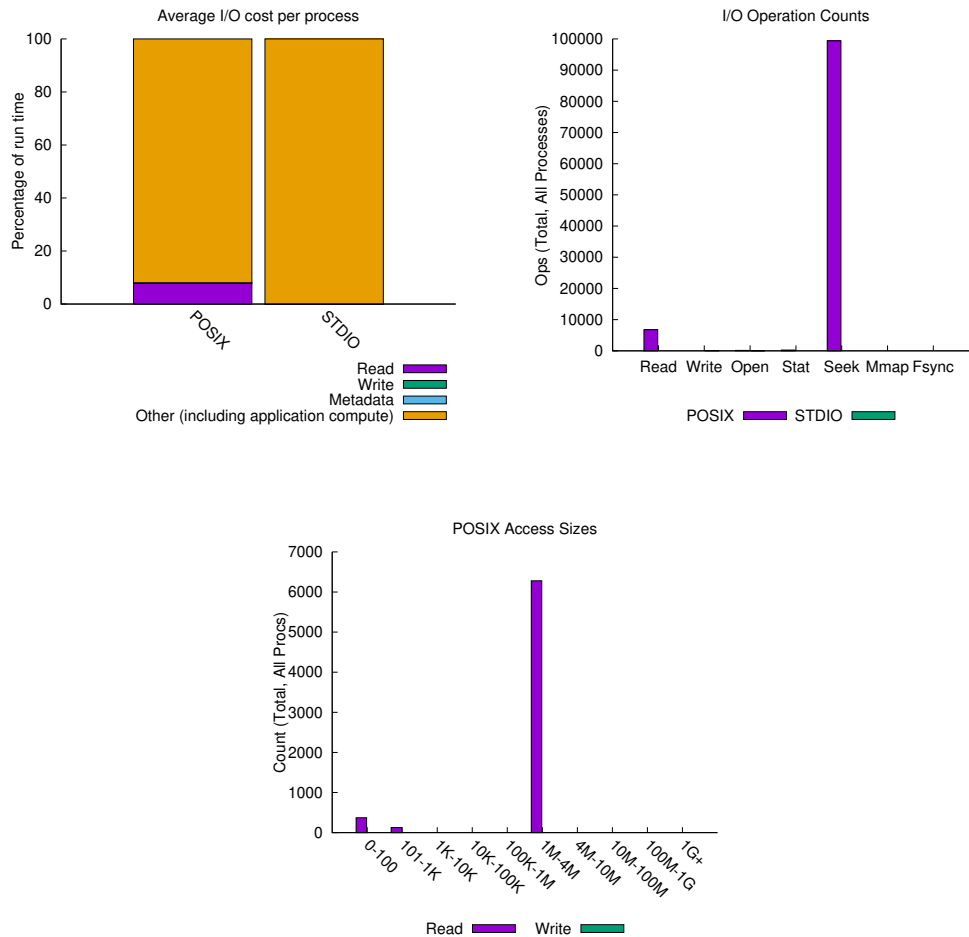 Average I/O cost per process
100
80
60
40
20
0
Percentage of run time
POSIX
STDIO
Read
Write
Metadata
Other (including application compute)
I/O Operation Counts
100000
90000
80000
70000
60000
50000
40000
30000
20000
10000
0
Ops (Total, All Processes)
Read Write Open Stat Seek Mmap Fsync
POSIX STDIO
POSIX Access Sizes
7000
6000
5000
4000
3000
2000
1000
0
Count (Total, All Procs)
0-100
101-1K
1K-10K
10K-100K
100K-1M
1M-4M
4M-10M
10M-100M
100M-1G
1G+
Read Write